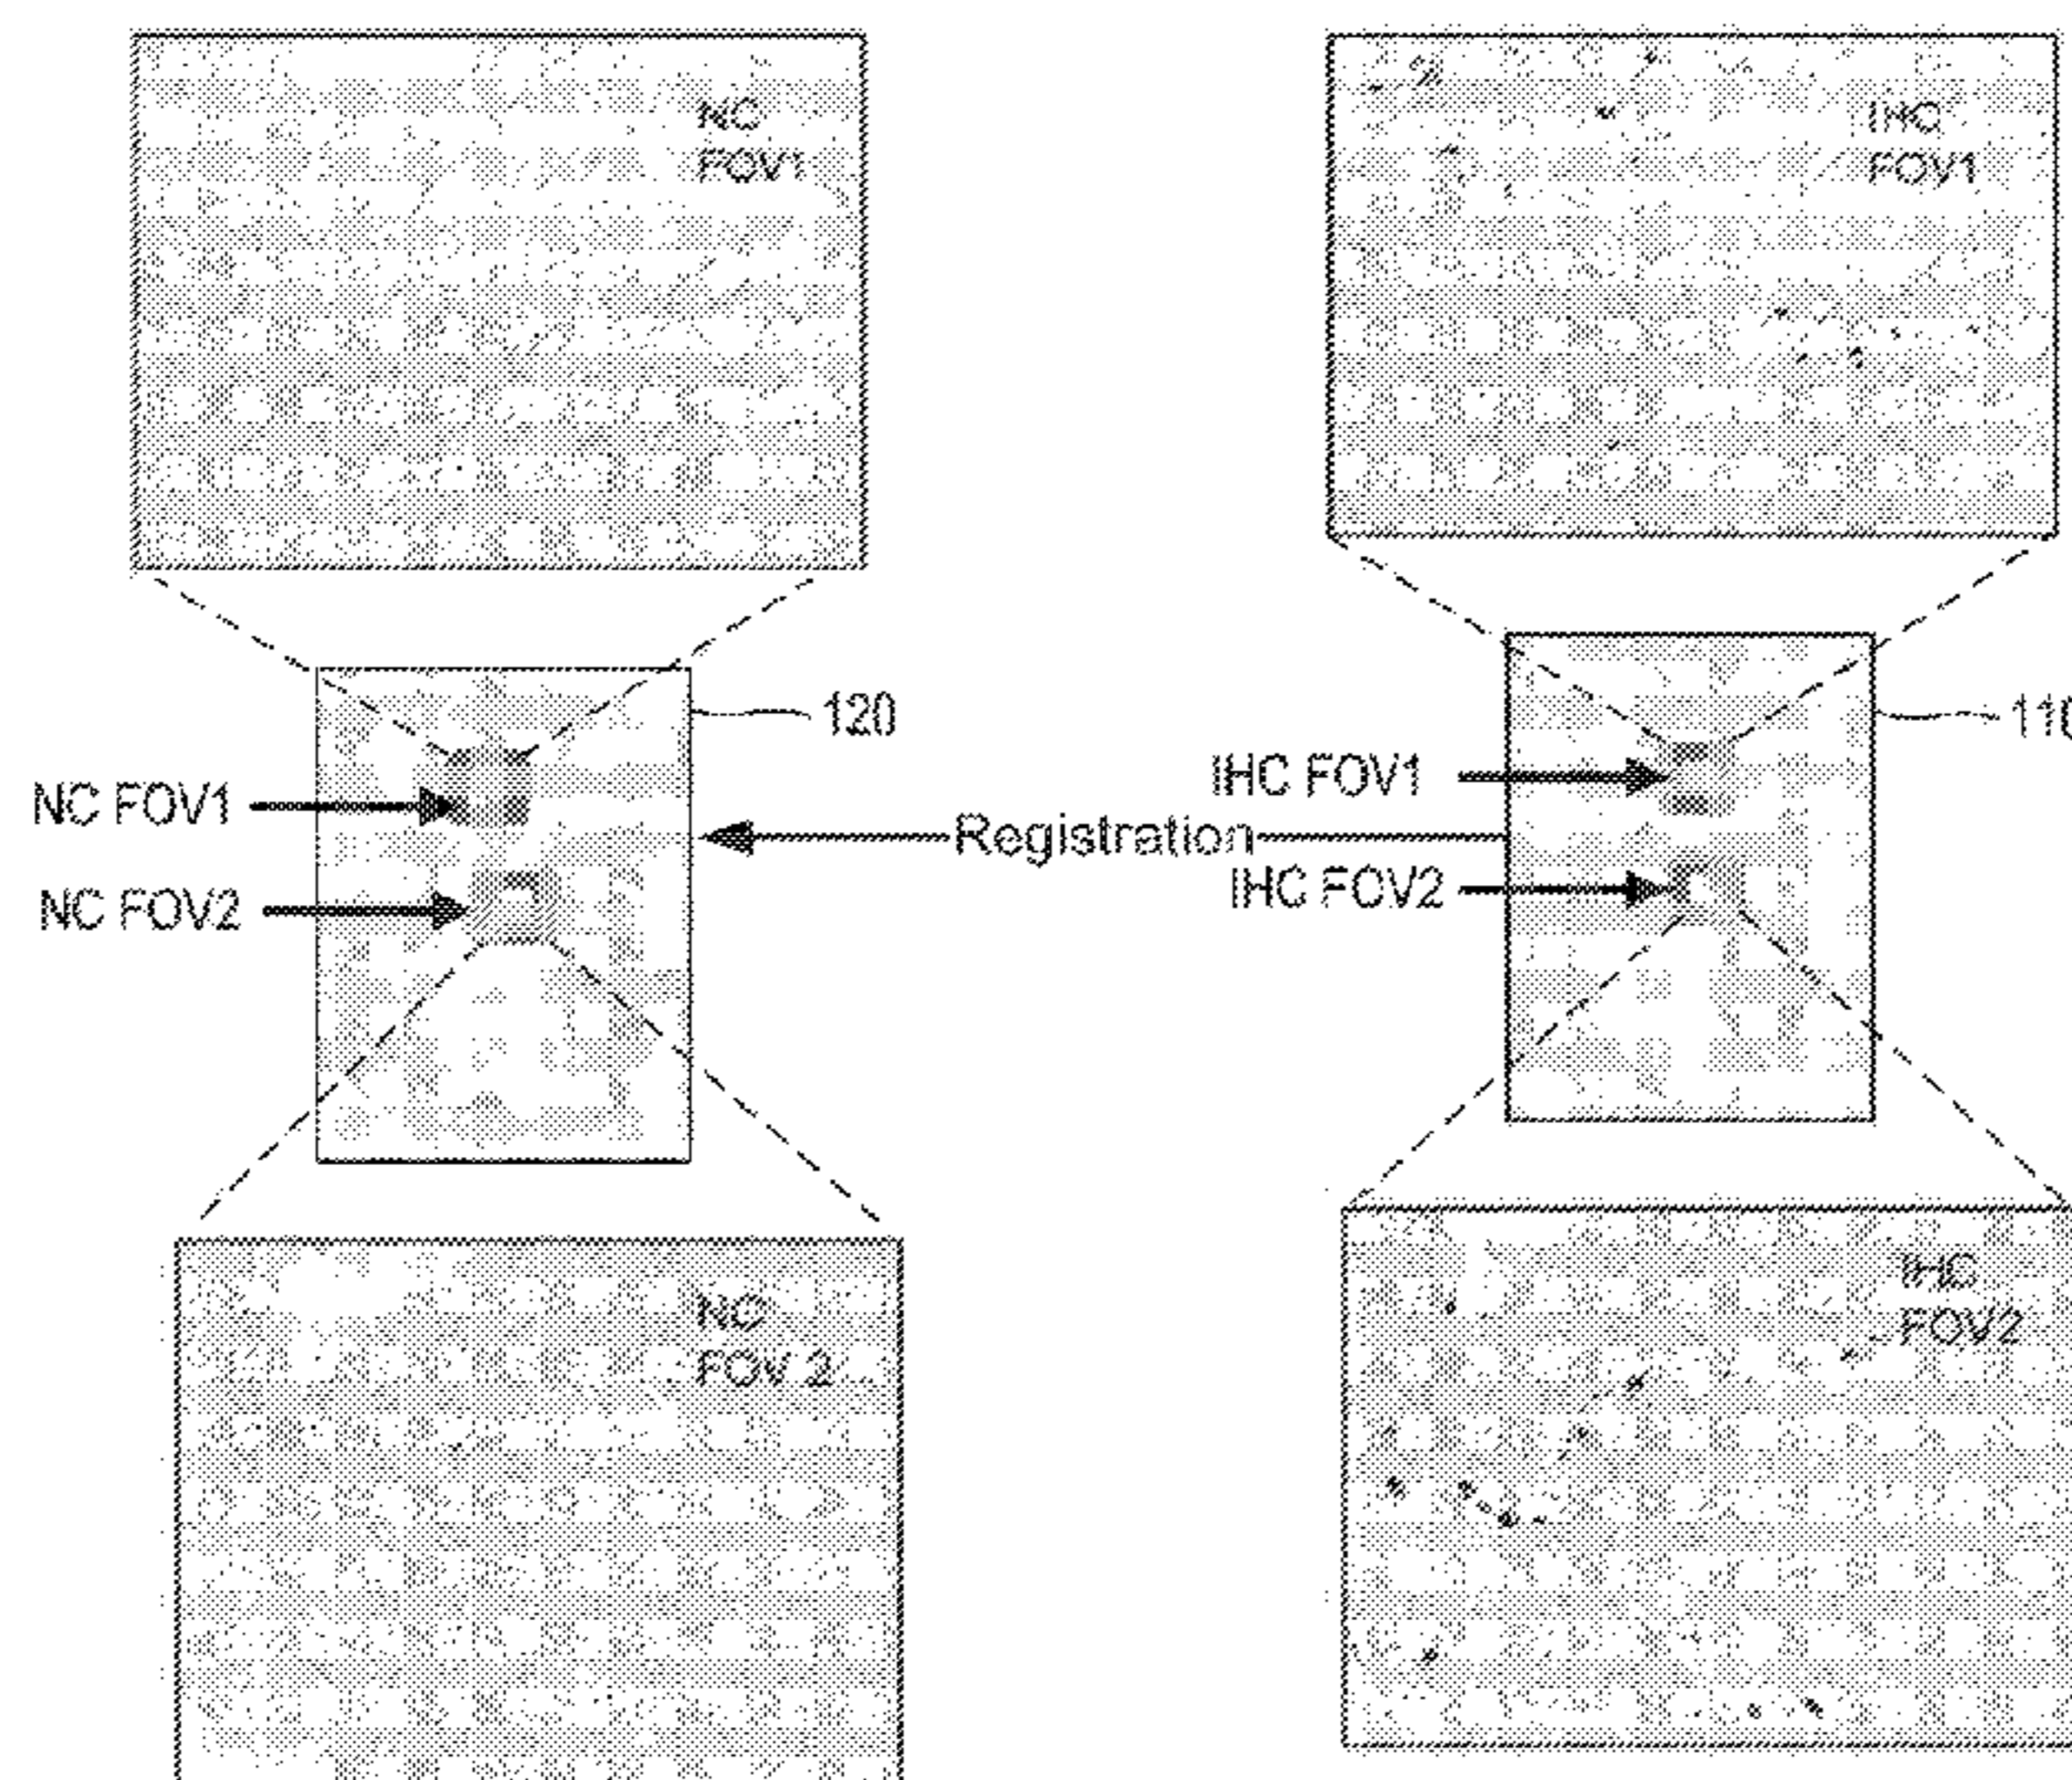 NC
FOV1
IHC
FOV1
120
110
NC FOV1
IHC FOV1
Registration
NC FOV2
IHC FOV2
NC
FOV 2
IHC
FOV2